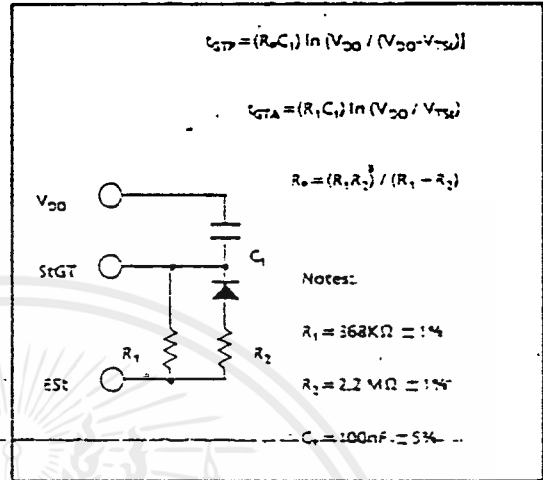 t_GTP = (R_P C_1) ln [V_DD / (V_DD-V_TSt)]
t_GTA = (R_1 C_1) ln (V_DD / V_TSt)
R_P = (R_1 R_2) / (R_1 - R_2)
V_DD
C_1
StGT
Notes:
R_1 = 368KΩ ± 1%
R_1
R_2
R_2 = 2.2 MΩ ± 1%
ESt
C_1 = 100nF ± 5%